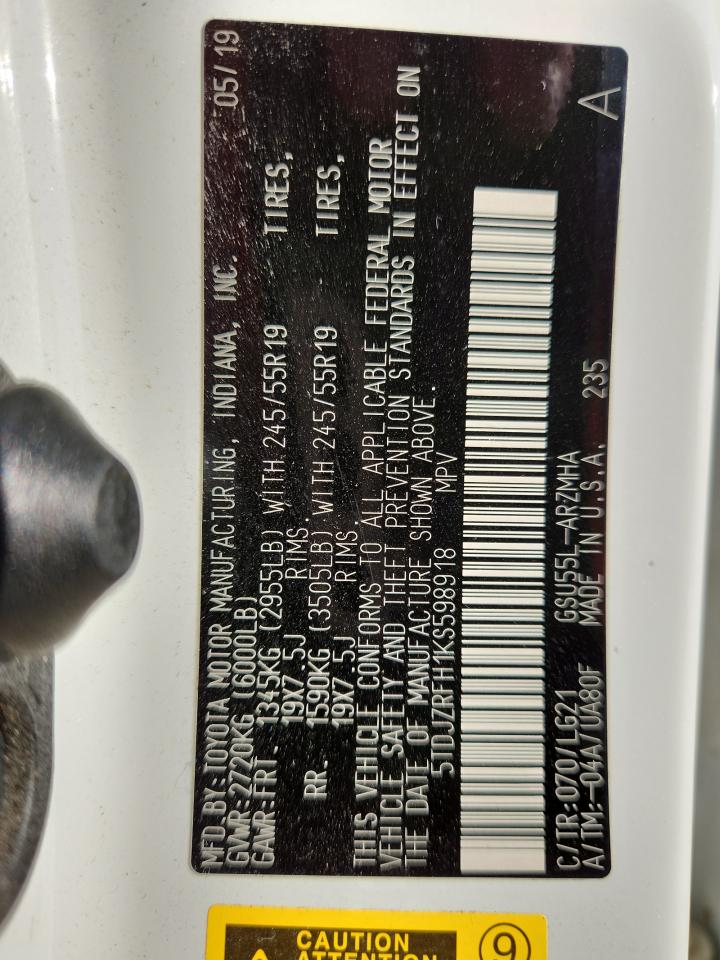 MFD BY: TOYOTA MOTOR MANUFACTURING, INDIANA, INC. 05/19
GVWR: 2720KG (6000LB)
GAWR: FRT- 1345KG (2955LB) WITH 245/55R19 TIRES,
19X7.5J RIMS.
RR- 1590KG (3505LB) WITH 245/55R19 TIRES,
19X7.5J RIMS.
THIS VEHICLE CONFORMS TO ALL APPLICABLE FEDERAL MOTOR
VEHICLE SAFETY AND THEFT PREVENTION STANDARDS IN EFFECT ON
THE DATE OF MANUFACTURE SHOWN ABOVE.
5TDJZRFH1KS598918 MPV
C/TR: 070/LG21 GSU55L-ARZMHA
A/TM: -04A/UA80F MADE IN U.S.A. 235 A
CAUTION 9
ATTENTION